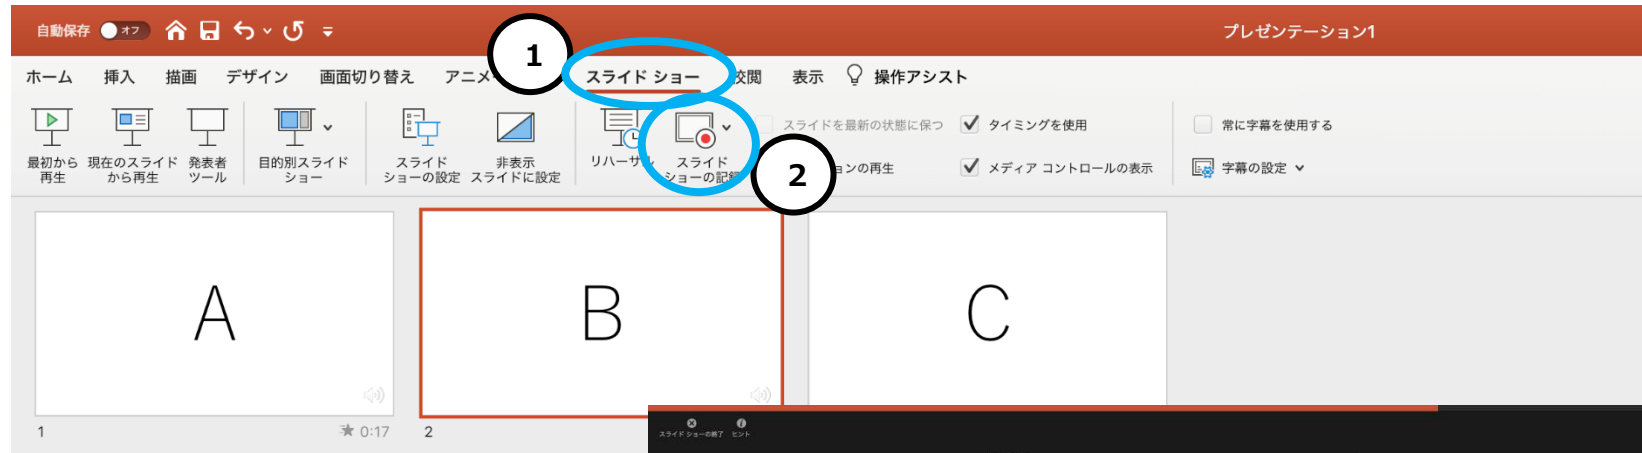 自動保存 オフ プレゼンテーション1
1
ホーム 挿入 描画 デザイン 画面切り替え アニメ スライド ショー 校閲 表示 操作アシスト
スライドを最新の状態に保つ タイミングを使用 常に字幕を使用する
最初から 現在のスライド 発表者 目的別スライド スライド 非表示 リハーサル スライド
再生 から再生 ツール ショー ショーの設定 スライドに設定 ショーの記録
2
ョンの再生 メディア コントロールの表示 字幕の設定
A B C
1 0:17 2
スライド ショーの終了 ヒント